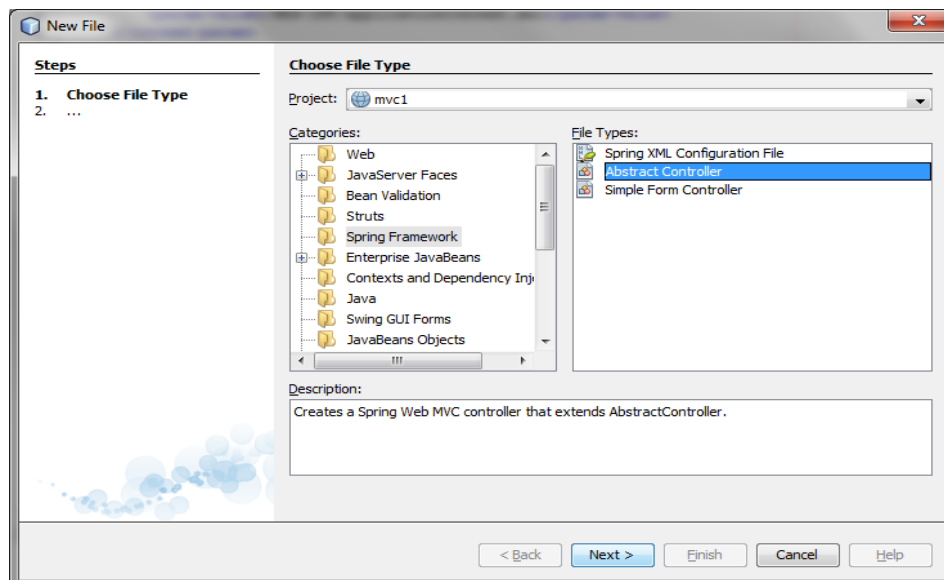 New File
Steps
1. Choose File Type
2. ...
Choose File Type
Project: mvc1
Categories:
Web
JavaServer Faces
Bean Validation
Struts
Spring Framework
Enterprise JavaBeans
Contexts and Dependency Inj
Java
Swing GUI Forms
JavaBeans Objects
File Types:
Spring XML Configuration File
Abstract Controller
Simple Form Controller
Description:
Creates a Spring Web MVC controller that extends AbstractController.
< Back Next > Finish Cancel Help